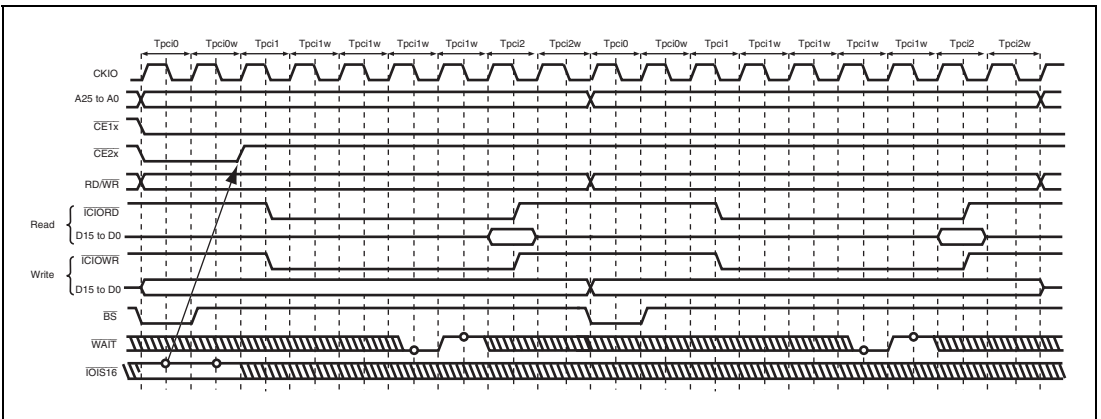 Tpci0 Tpci0w Tpci1 Tpci1w Tpci1w Tpci1w Tpci1w Tpci2 Tpci2w Tpci0 Tpci0w Tpci1 Tpci1w Tpci1w Tpci1w Tpci1w Tpci2 Tpci2w
CKIO
A25 to A0
CE1x
CE2x
RD/WR
Read
ICIORD
D15 to D0
Write
ICIOWR
D15 to D0
BS
WAIT
IOIS16